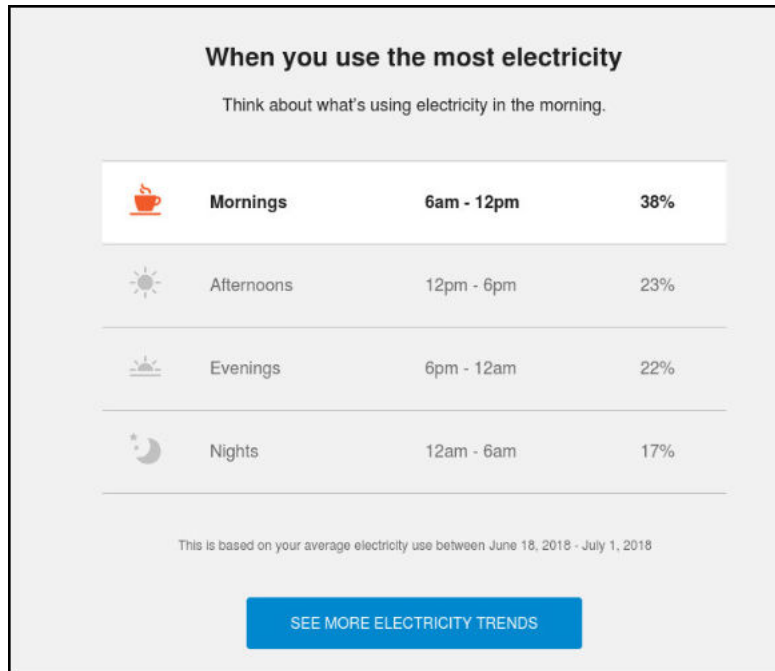 When you use the most electricity
Think about what's using electricity in the morning.
Mornings 6am - 12pm 38%
Afternoons 12pm - 6pm 23%
Evenings 6pm - 12am 22%
Nights 12am - 6am 17%
This is based on your average electricity use between June 18, 2018 - July 1, 2018
SEE MORE ELECTRICITY TRENDS